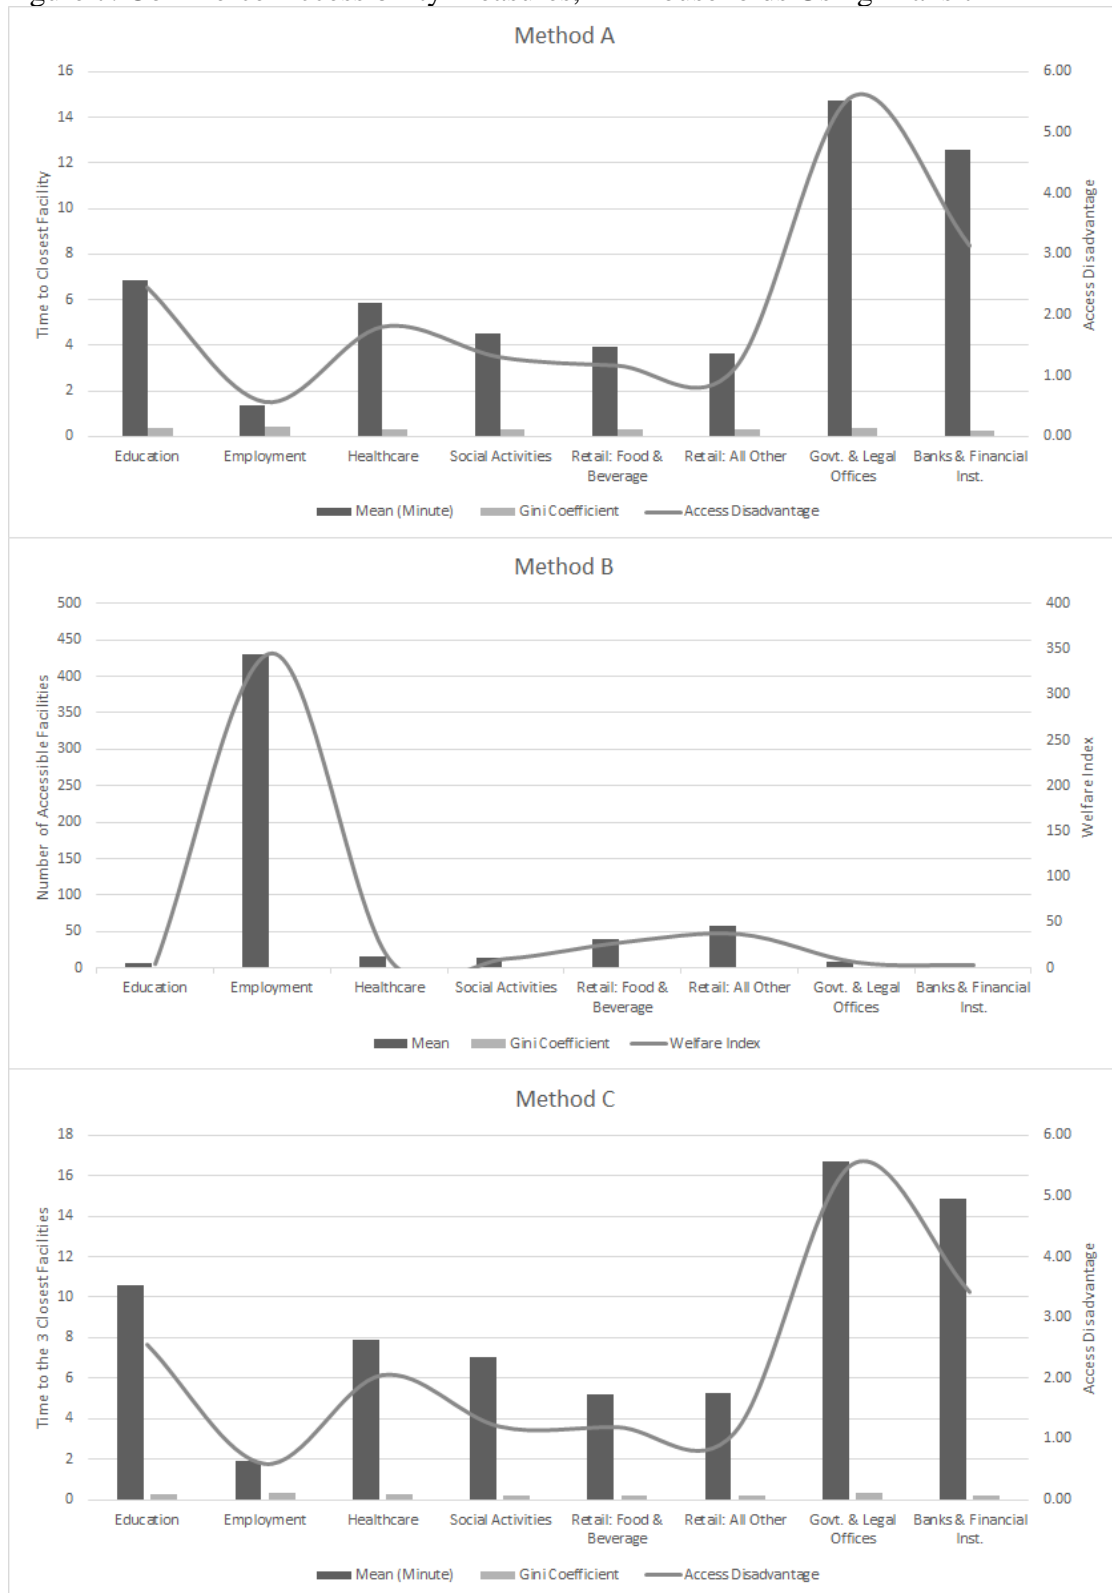 Method A
16
14
12
10
8
6
4
2
0
Time to Closest Facility
6.00
5.00
4.00
3.00
2.00
1.00
0.00
Access Disadvantage
Education
Employment
Healthcare
Social Activities
Retail: Food &
Beverage
Retail: All Other
Govt. & Legal
Offices
Banks & Financial
Inst.
Mean (Minute)
Gini Coefficient
Access Disadvantage
Method B
500
450
400
350
300
250
200
150
100
50
0
Number of Accessible Facilities
400
350
300
250
200
150
100
50
0
Welfare Index
Education
Employment
Healthcare
Social Activities
Retail: Food &
Beverage
Retail: All Other
Govt. & Legal
Offices
Banks & Financial
Inst.
Mean
Gini Coefficient
Welfare Index
Method C
18
16
14
12
10
8
6
4
2
0
Time to the 3 Closest Facilities
6.00
5.00
4.00
3.00
2.00
1.00
0.00
Access Disadvantage
Education
Employment
Healthcare
Social Activities
Retail: Food &
Beverage
Retail: All Other
Govt. & Legal
Offices
Banks & Financial
Inst.
Mean (Minute)
Gini Coefficient
Access Disadvantage